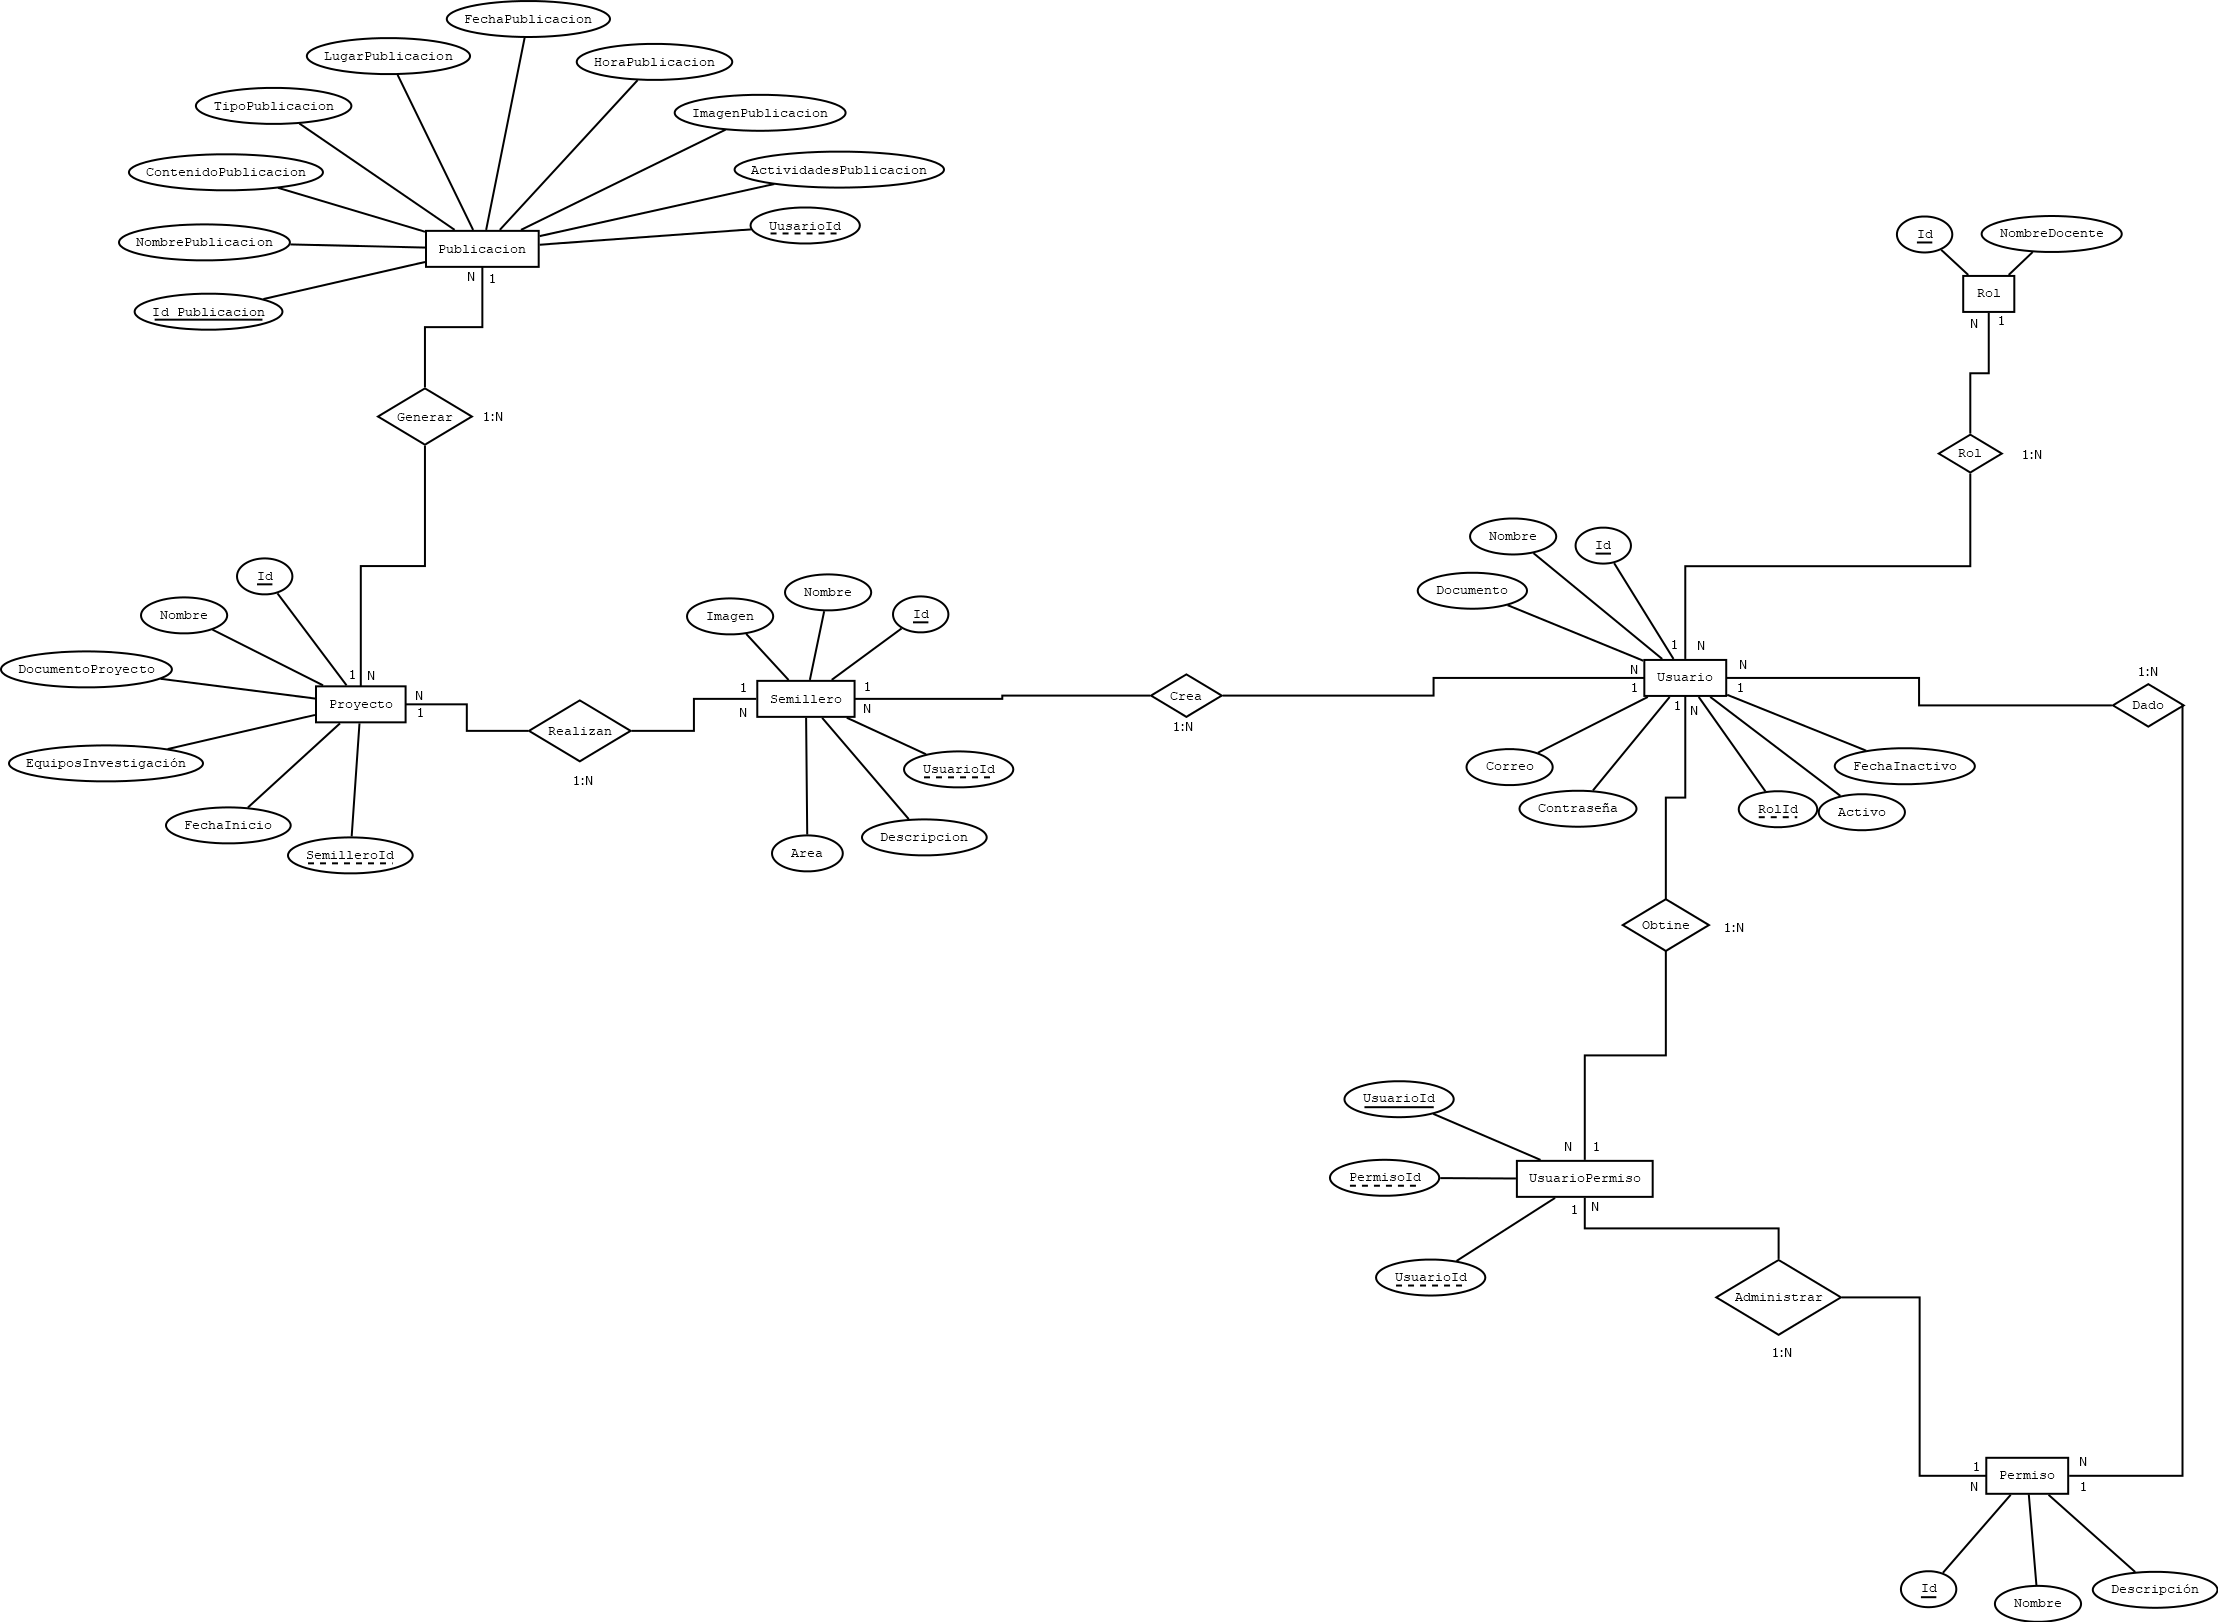 FechaPublicacion
LugarPublicacion
HoraPublicacion
TipoPublicacion
ImagenPublicacion
ContenidoPublicacion
ActividadesPublicacion
UusarioId
NombrePublicacion
Publicacion
N 1
Id Publicacion
Generar 1:N
Id
NombreDocente
Rol
N 1
Rol 1:N
Id
Nombre
DocumentoProyecto
1 N
Proyecto
N
1
EquiposInvestigación
FechaInicio
SemilleroId
Realizan
1:N
Imagen
Nombre
Id
1
N
Semillero
1
N
UsuarioId
Descripcion
Area
Crea
1:N
Nombre
Id
Documento
1 N
N
1
Usuario
N
1
1 N
Correo
Contraseña
RolId
Activo
FechaInactivo
1:N
Dado
Obtine 1:N
UsuarioId
N 1
PermisoId
UsuarioPermiso
1 N
UsuarioId
Administrar
1:N
1
N
Permiso
N
1
Id
Nombre
Descripción